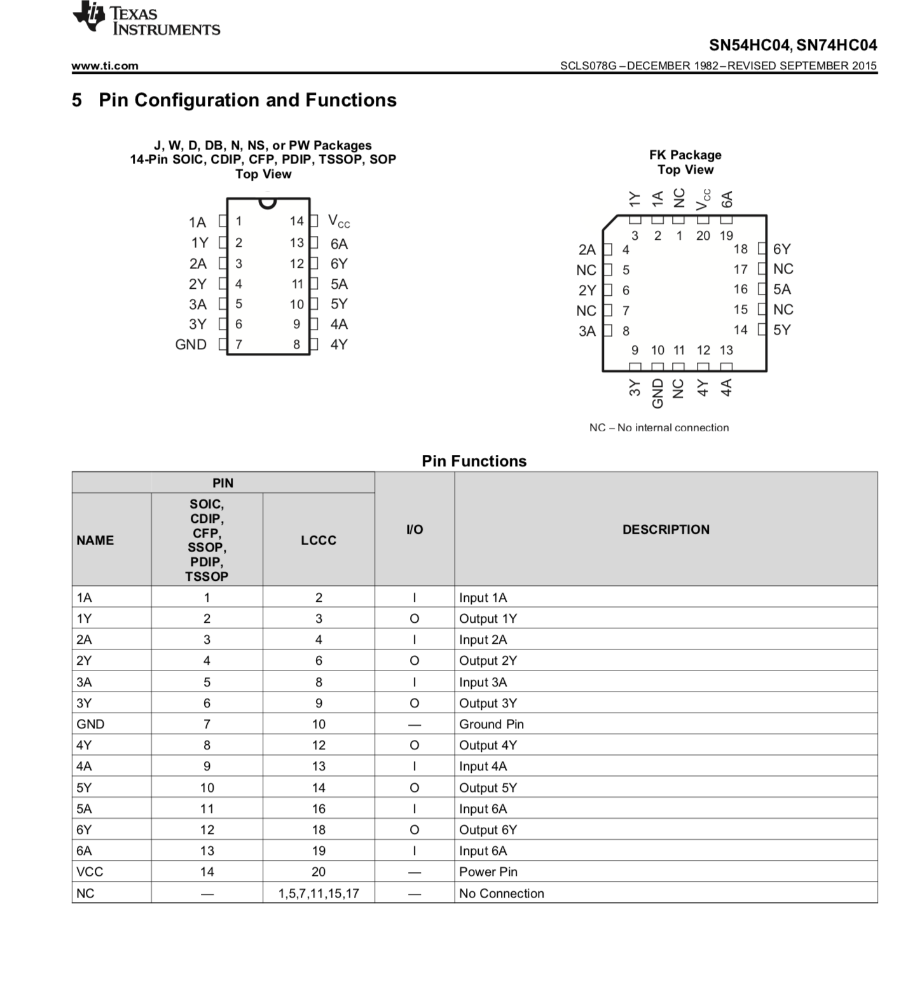 TEXAS
INSTRUMENTS
SN54HC04, SN74HC04
www.ti.com
SCLS078G –DECEMBER 1982–REVISED SEPTEMBER 2015
5 Pin Configuration and Functions
J, W, D, DB, N, NS, or PW Packages
14-Pin SOIC, CDIP, CFP, PDIP, TSSOP, SOP
Top View
1A 1 14 VCC
1Y 2 13 6A
2A 3 12 6Y
2Y 4 11 5A
3A 5 10 5Y
3Y 6 9 4A
GND 7 8 4Y
FK Package
Top View
1Y 1A NC VCC 6A
3 2 1 20 19
2A 4 18 6Y
NC 5 17 NC
2Y 6 16 5A
NC 7 15 NC
3A 8 14 5Y
9 10 11 12 13
3Y GND NC 4Y 4A
NC – No internal connection
Pin Functions
PIN
NAME
SOIC,
CDIP,
CFP,
SSOP,
PDIP,
TSSOP
LCCC
I/O
DESCRIPTION
1A 1 2 I Input 1A
1Y 2 3 O Output 1Y
2A 3 4 I Input 2A
2Y 4 6 O Output 2Y
3A 5 8 I Input 3A
3Y 6 9 O Output 3Y
GND 7 10 — Ground Pin
4Y 8 12 O Output 4Y
4A 9 13 I Input 4A
5Y 10 14 O Output 5Y
5A 11 16 I Input 6A
6Y 12 18 O Output 6Y
6A 13 19 I Input 6A
VCC 14 20 — Power Pin
NC — 1,5,7,11,15,17 — No Connection